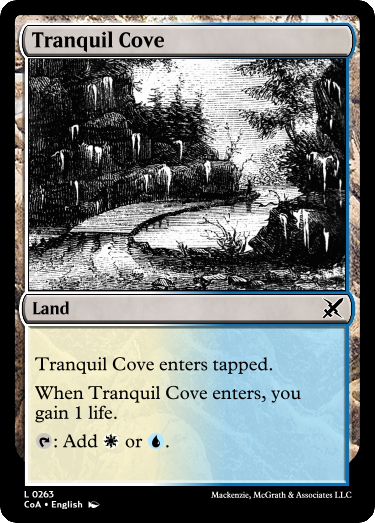 Tranquil Cove
Land
Tranquil Cove enters tapped.
When Tranquil Cove enters, you
gain 1 life.
: Add or .
L 0263
CoA • English
Mackenzie, McGrath & Associates LLC